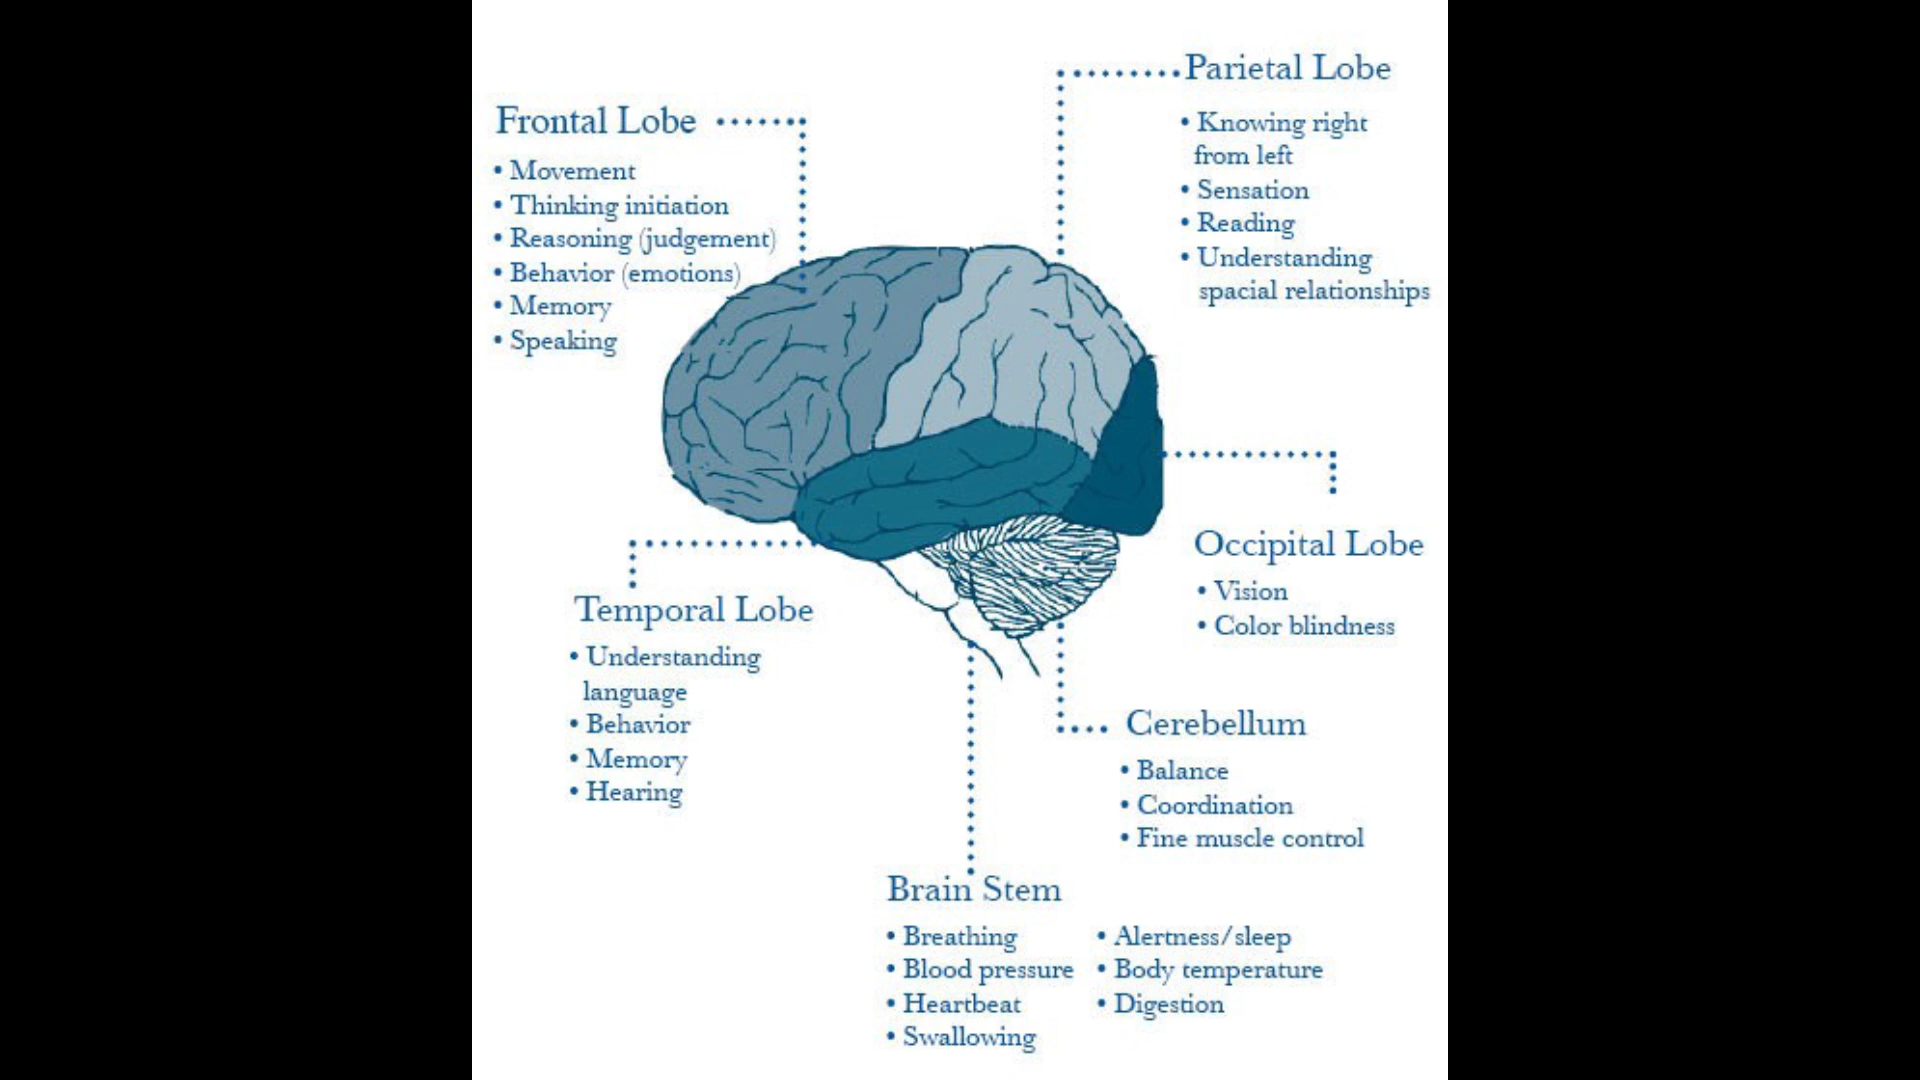 Frontal Lobe
• Movement
• Thinking initiation
• Reasoning (judgement)
• Behavior (emotions)
• Memory
• Speaking
Parietal Lobe
• Knowing right
from left
• Sensation
• Reading
• Understanding
spacial relationships
Occipital Lobe
• Vision
• Color blindness
Temporal Lobe
• Understanding
language
• Behavior
• Memory
• Hearing
Cerebellum
• Balance
• Coordination
• Fine muscle control
Brain Stem
• Breathing
• Blood pressure
• Heartbeat
• Swallowing
• Alertness/sleep
• Body temperature
• Digestion